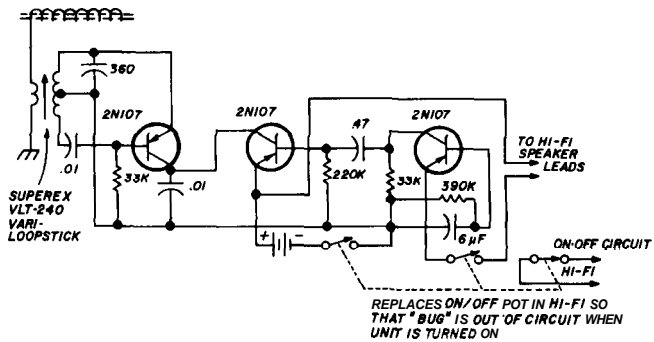 360
2N107
2N107
.47
2N107
TO HI-FI
SPEAKER
LEADS
.01
33K
.01
220K
33K
390K
SUPEREX
VLT-240
VARI-
LOOPSTICK
6µF
+ -
ON-OFF CIRCUIT
HI-FI
REPLACES ON/OFF POT IN HI-FI SO
THAT "BUG" IS OUT OF CIRCUIT WHEN
UNIT IS TURNED ON